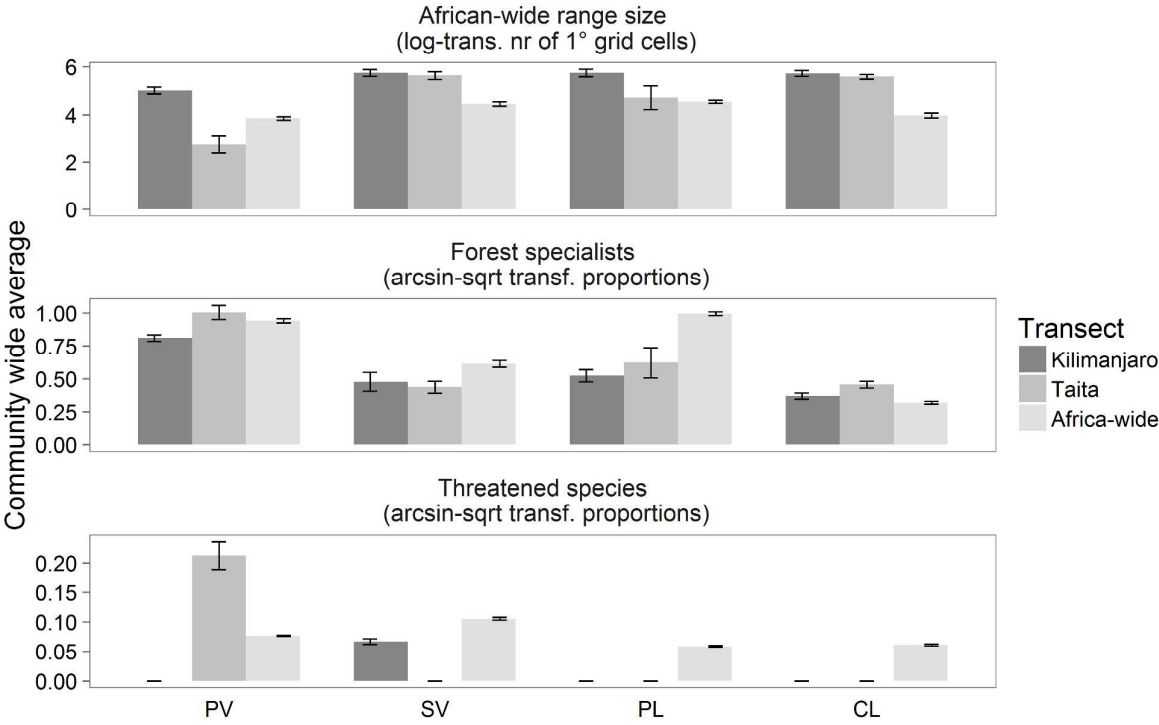 African-wide range size
(log-trans. nr of 1° grid cells)
6
4
2
0
Forest specialists
(arcsin-sqrt transf. proportions)
1.00
0.75
0.50
0.25
0.00
Threatened species
(arcsin-sqrt transf. proportions)
0.20
0.15
0.10
0.05
0.00
PV SV PL CL
Community wide average
Transect
Kilimanjaro
Taita
Africa-wide